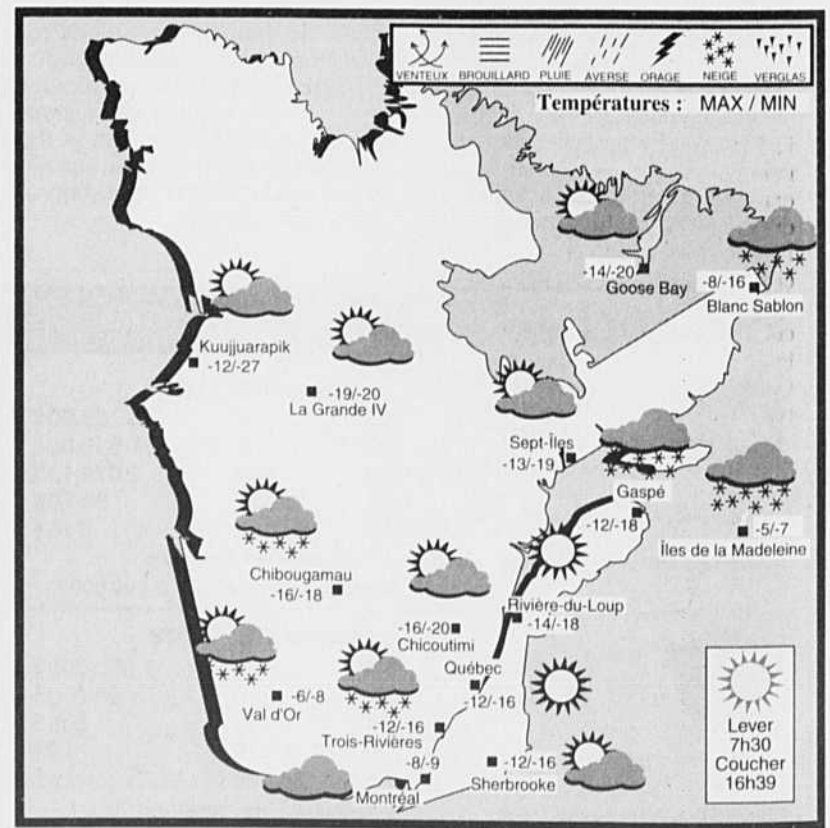 VENTEUX BROUILLARD PLUIE AVERSE ORAGE NEIGE VERGLAS
Températures : MAX / MIN
-14/-20
Goose Bay
-8/-16
Blanc Sablon
Kuujjuarapik
-12/-27
-19/-20
La Grande IV
Sept-Îles
-13/-19
Gaspé
-12/-18
-5/-7
Îles de la Madeleine
Chibougamau
-16/-18
Rivière-du-Loup
-14/-18
-16/-20
Chicoutimi
Québec
-12/-16
-6/-8
Val d'Or
-12/-16
Trois-Rivières
-8/-9
Montréal
-12/-16
Sherbrooke
Lever
7h30
Coucher
16h39